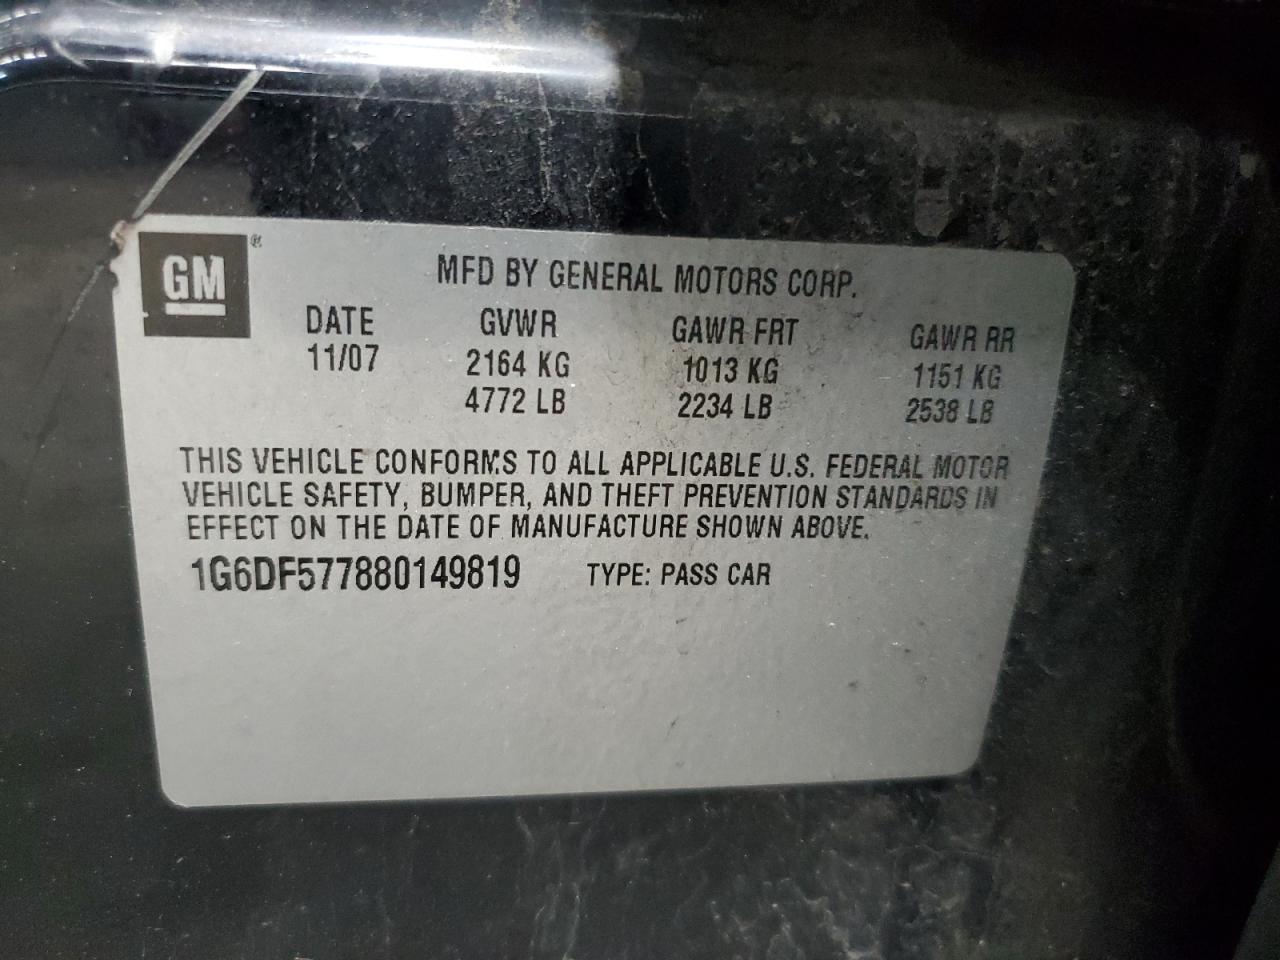 GM ®
MFD BY GENERAL MOTORS CORP.
DATE GVWR GAWR FRT GAWR RR
11/07 2164 KG 1013 KG 1151 KG
4772 LB 2234 LB 2538 LB
THIS VEHICLE CONFORMS TO ALL APPLICABLE U.S. FEDERAL MOTOR
VEHICLE SAFETY, BUMPER, AND THEFT PREVENTION STANDARDS IN
EFFECT ON THE DATE OF MANUFACTURE SHOWN ABOVE.
1G6DF577880149819 TYPE: PASS CAR